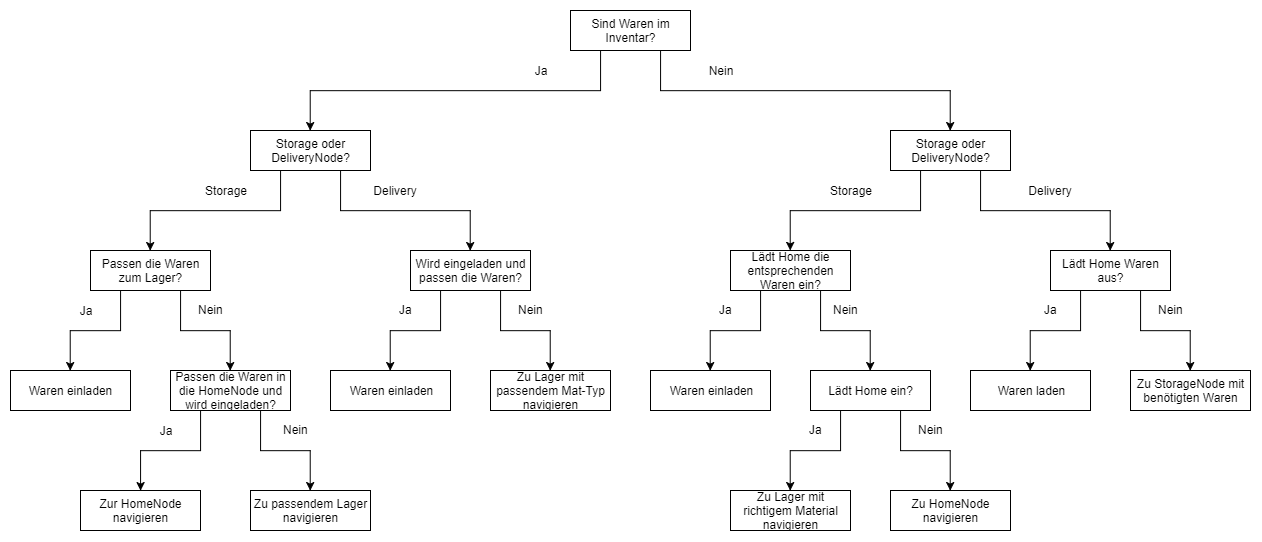 Sind Waren im
Inventar?
Ja
Nein
Storage oder
DeliveryNode?
Storage oder
DeliveryNode?
Storage
Delivery
Storage
Delivery
Passen die Waren
zum Lager?
Wird eingeladen und
passen die Waren?
Lädt Home die
entsprechenden
Waren ein?
Lädt Home Waren
aus?
Ja
Nein
Ja
Nein
Ja
Nein
Ja
Nein
Waren einladen
Passen die Waren in
die HomeNode und
wird eingeladen?
Waren einladen
Zu Lager mit
passendem Mat-Typ
navigieren
Waren einladen
Lädt Home ein?
Waren laden
Zu StorageNode mit
benötigten Waren
Ja
Nein
Ja
Nein
Zur HomeNode
navigieren
Zu passendem Lager
navigieren
Zu Lager mit
richtigem Material
navigieren
Zu HomeNode
navigieren